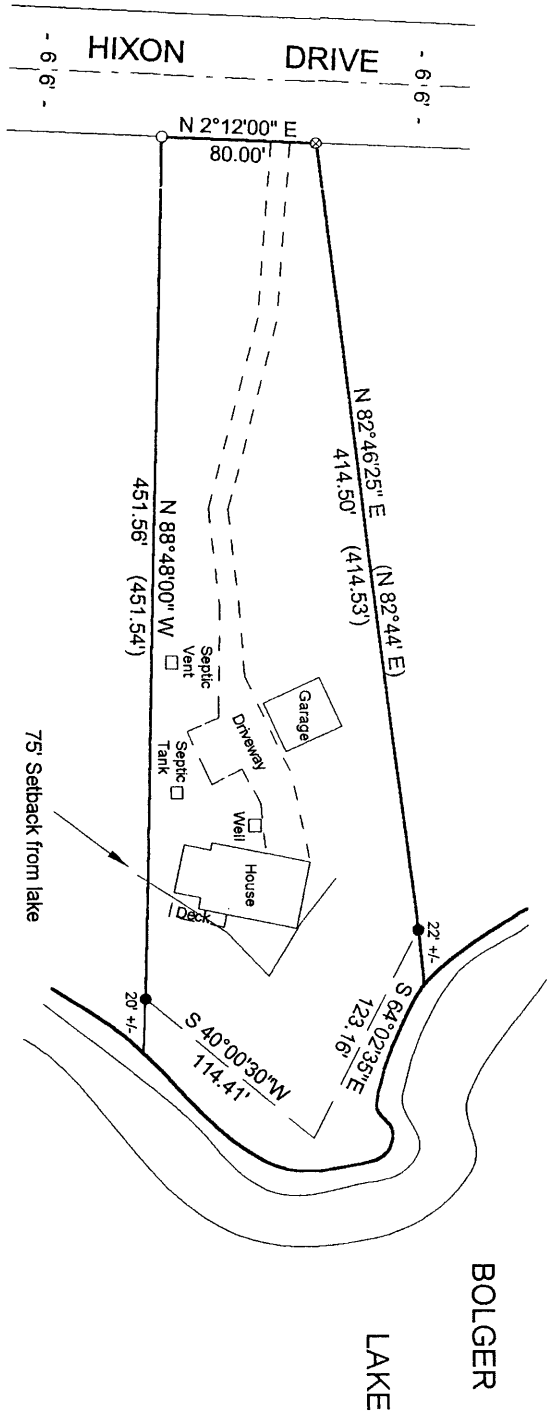 HIXON DRIVE
- 6'6' -
- 6'6' -
N 2°12'00" E
80.00'
N 82°46'25" E (N 82°44' E)
414.50' (414.53')
N 88°48'00" W
451.56' (451.54')
Septic
Vent
Garage
Driveway
Septic
Tank
Well
House
Deck
75' Setback from lake
22' +/-
S 64°02'35"E
123.16'
20' +/-
S 40°00'30"W
114.41'
BOLGER
LAKE